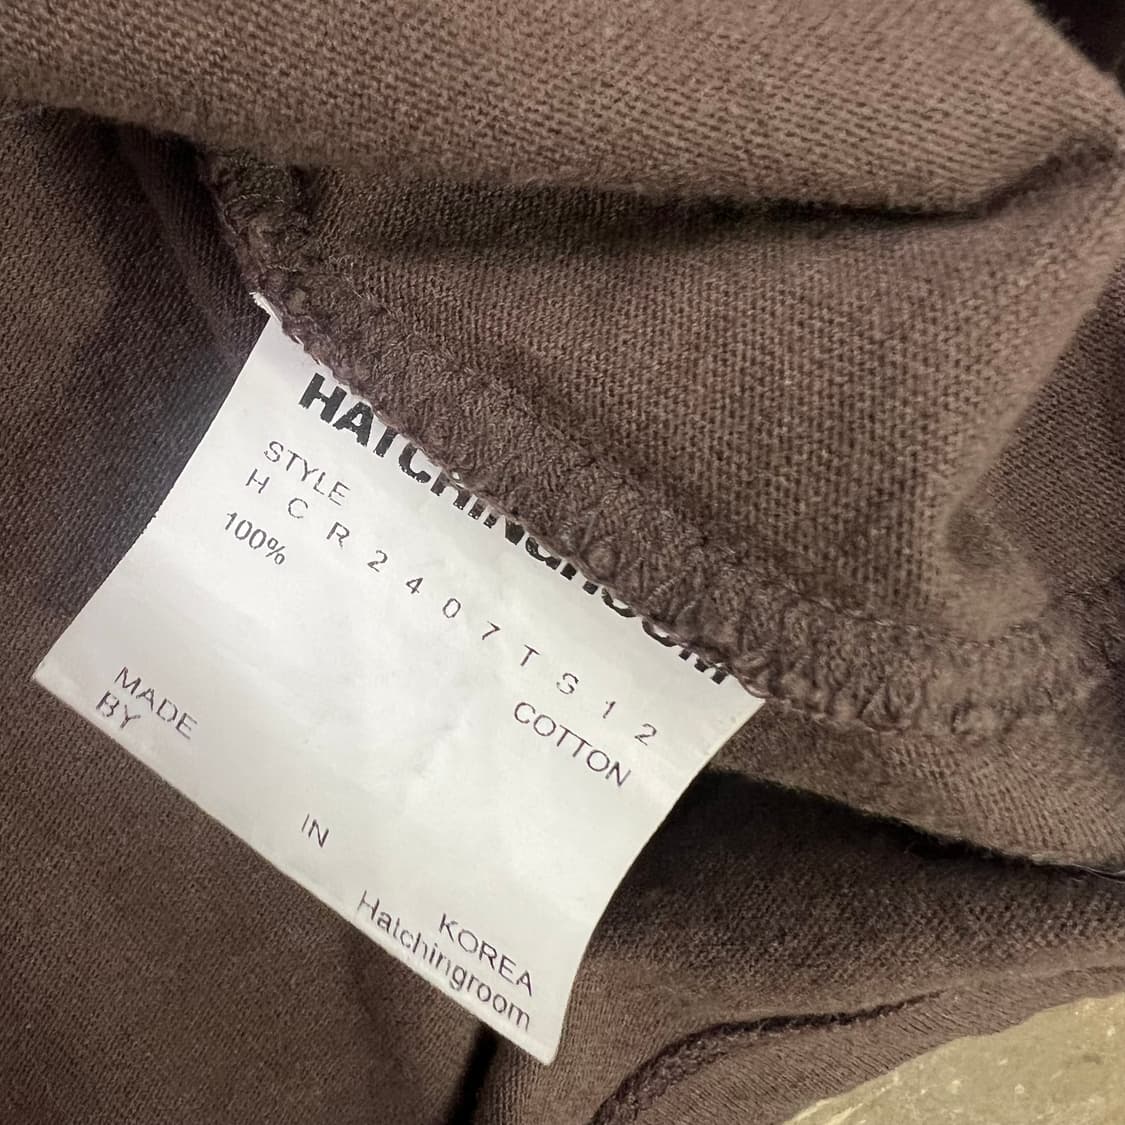 HATCHINGROOM
STYLE
H C R 2 4 0 7 T S 1 2
100% COTTON
MADE IN KOREA
BY Hatchingroom